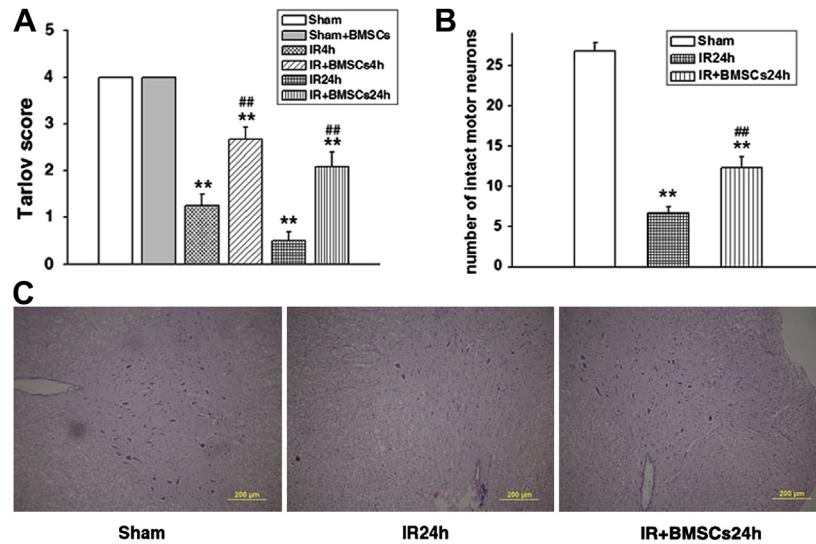 A
Tarlov score
5
4
3
2
1
0
Sham
Sham+BMSCs
IR4h
IR+BMSCs4h
IR24h
IR+BMSCs24h
**
##
**
**
##
**
B
number of intact motor neurons
25
20
15
10
5
0
Sham
IR24h
IR+BMSCs24h
**
##
**
C
200 μm
200 μm
200 μm
Sham
IR24h
IR+BMSCs24h